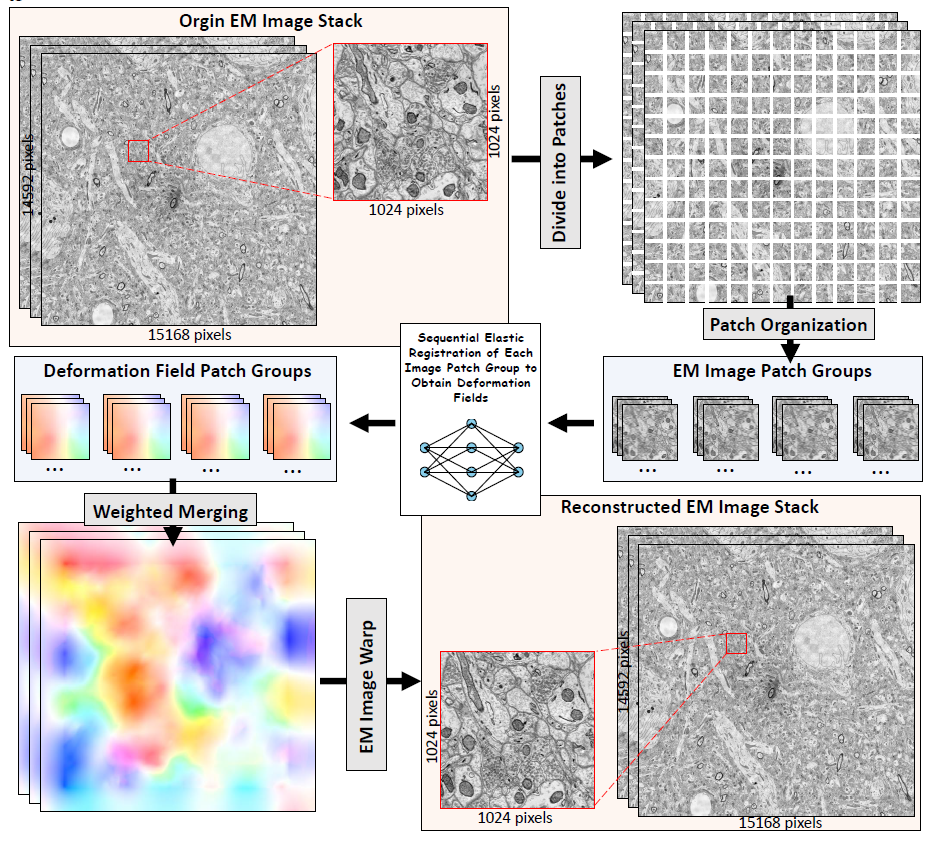 Orgin EM Image Stack
14592 pixels
15168 pixels
1024 pixels
1024 pixels
Divide into Patches
Patch Organization
EM Image Patch Groups
...
...
...
...
Sequential Elastic
Registration of Each
Image Patch Group to
Obtain Deformation
Fields
Deformation Field Patch Groups
...
...
...
...
Weighted Merging
EM Image Warp
Reconstructed EM Image Stack
14592 pixels
15168 pixels
1024 pixels
1024 pixels